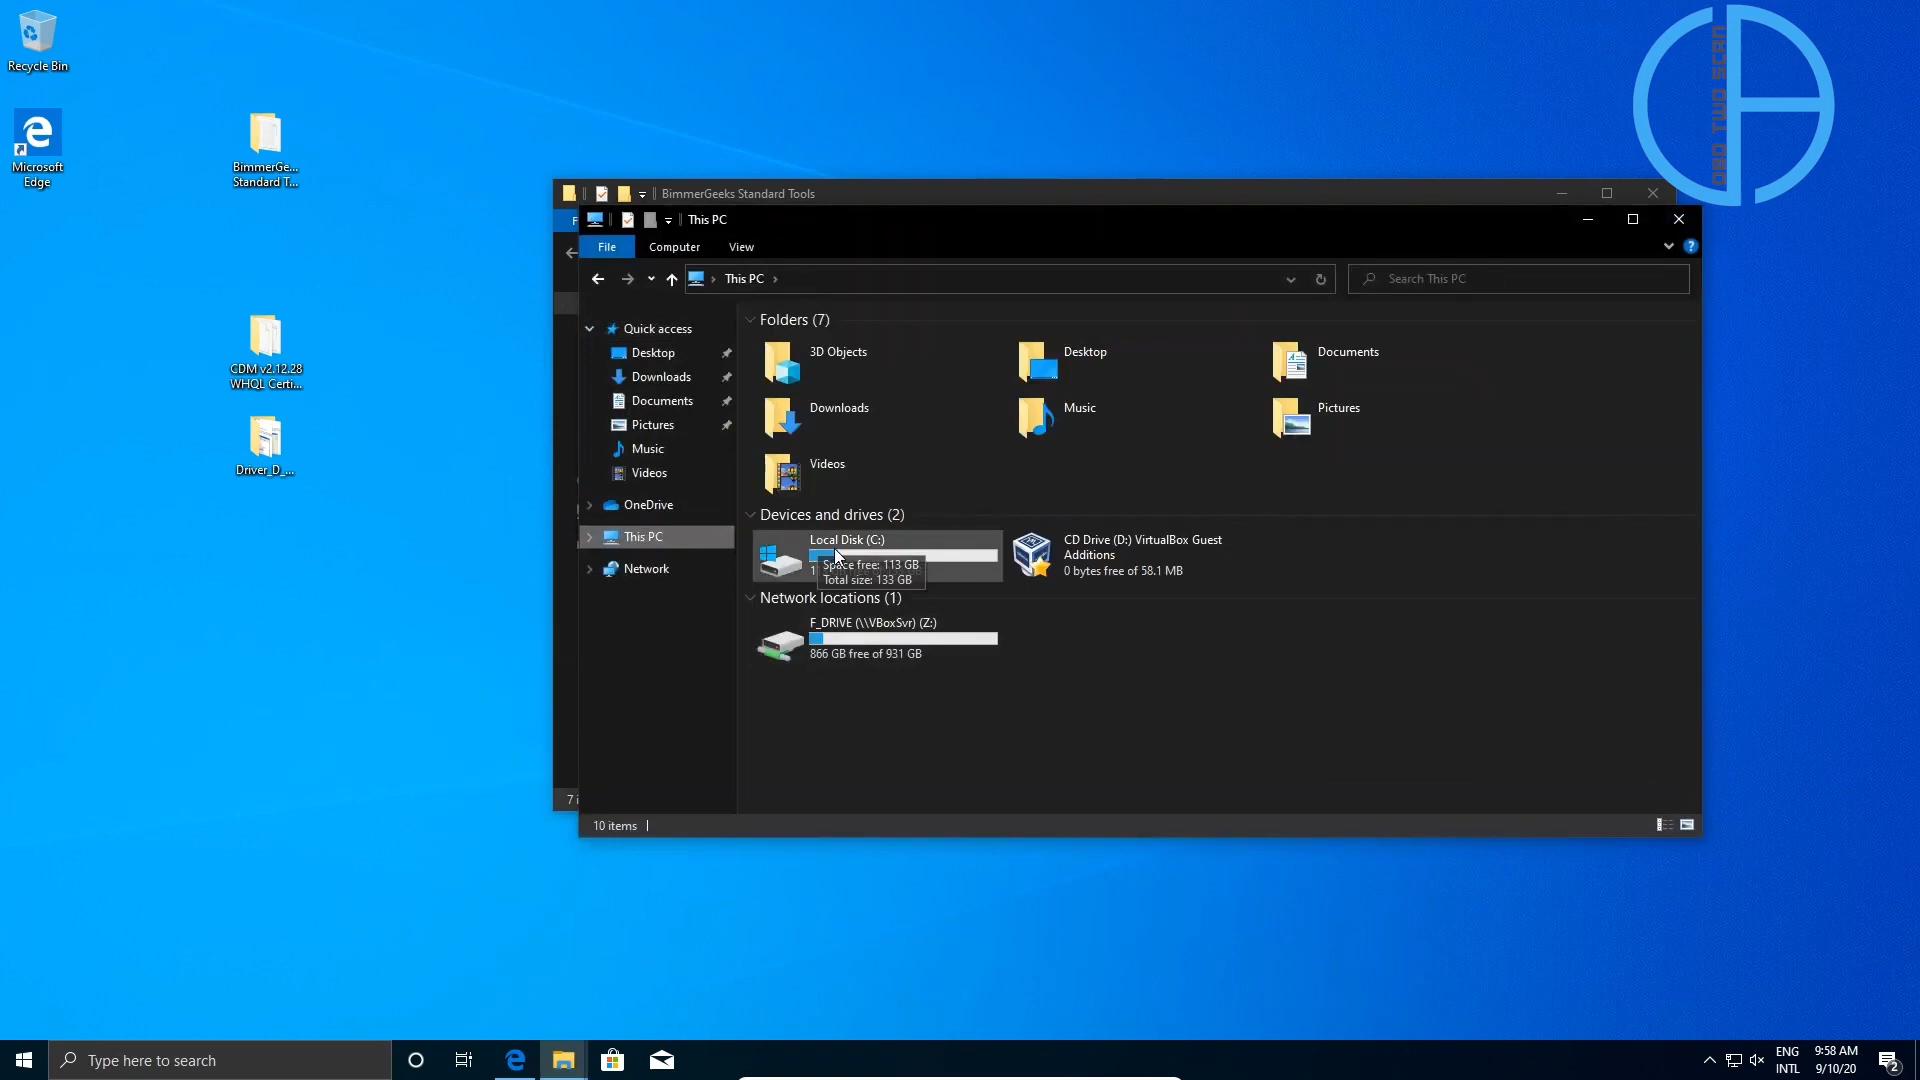 Recycle Bin
Microsoft
Edge
BimmerGe...
Standard T...
CDM v2.12.28
WHQL Certi...
Driver_D_...
OBD TWO SCAN
BimmerGeeks Standard Tools
This PC
File
Computer
View
This PC
Search This PC
Quick access
Desktop
Downloads
Documents
Pictures
Music
Videos
OneDrive
This PC
Network
Folders (7)
3D Objects
Desktop
Documents
Downloads
Music
Pictures
Videos
Devices and drives (2)
Local Disk (C:)
Space free: 113 GB
Total size: 133 GB
CD Drive (D:) VirtualBox Guest
Additions
0 bytes free of 58.1 MB
Network locations (1)
F_DRIVE (\\VBoxSvr) (Z:)
866 GB free of 931 GB
10 items
Type here to search
ENG
INTL
9:58 AM
9/10/20
2